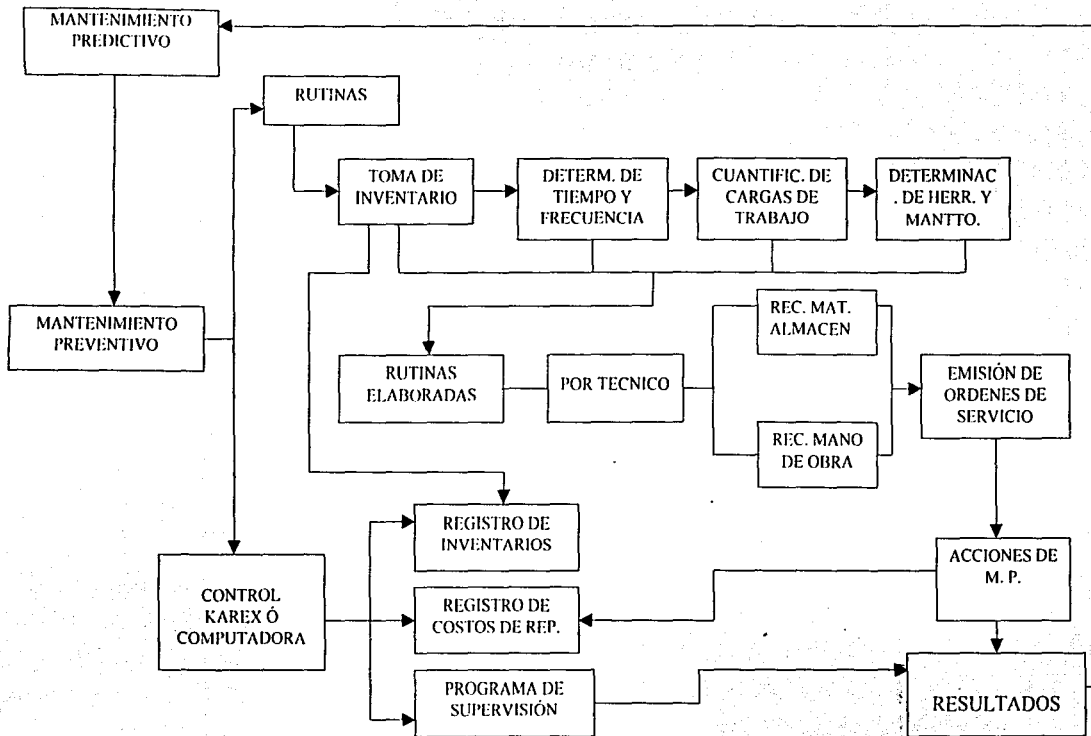 MANTENIMIENTO
PREDICTIVO
RUTINAS
TOMA DE
INVENTARIO
DETERM. DE
TIEMPO Y
FRECUENCIA
CUANTIFIC. DE
CARGAS DE
TRABAJO
DETERMINAC
. DE HERR. Y
MANTTO.
MANTENIMIENTO
PREVENTIVO
RUTINAS
ELABORADAS
POR TECNICO
REC. MAT.
ALMACEN
REC. MANO
DE OBRA
EMISIÓN DE
ORDENES DE
SERVICIO
CONTROL
KAREX Ó
COMPUTADORA
REGISTRO DE
INVENTARIOS
REGISTRO DE
COSTOS DE REP.
PROGRAMA DE
SUPERVISIÓN
ACCIONES DE
M. P.
RESULTADOS